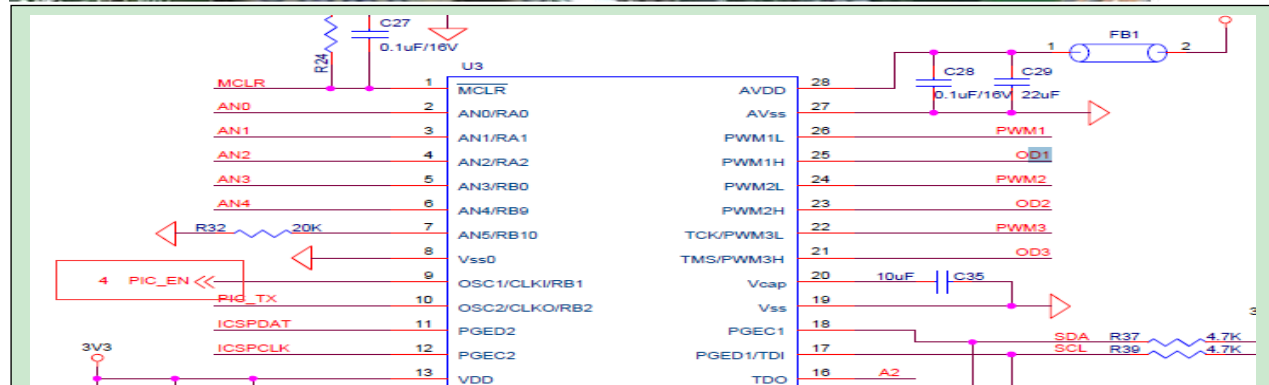 C27
0.1uF/16V
R24
FB1
1 2
U3
C28 C29
0.1uF/16V 22uF
MCLR 1 MCLR AVDD 28
AN0 2 AN0/RA0 AVss 27
AN1 3 AN1/RA1 PWM1L 26 PWM1
AN2 4 AN2/RA2 PWM1H 25 OD1
AN3 5 AN3/RB0 PWM2L 24 PWM2
AN4 6 AN4/RB9 PWM2H 23 OD2
R32 20K 7 AN5/RB10 TCK/PWM3L 22 PWM3
8 Vss0 TMS/PWM3H 21 OD3
4 PIC_EN 9 OSC1/CLKI/RB1 Vcap 20 10uF C35
PIC_TX 10 OSC2/CLKO/RB2 Vss 19
ICSPDAT 11 PGED2 PGEC1 18 SDA R37 4.7K
ICSPCLK 12 PGEC2 PGED1/TDI 17 SCL R39 4.7K
3V3 13 VDD TDO 16 A2